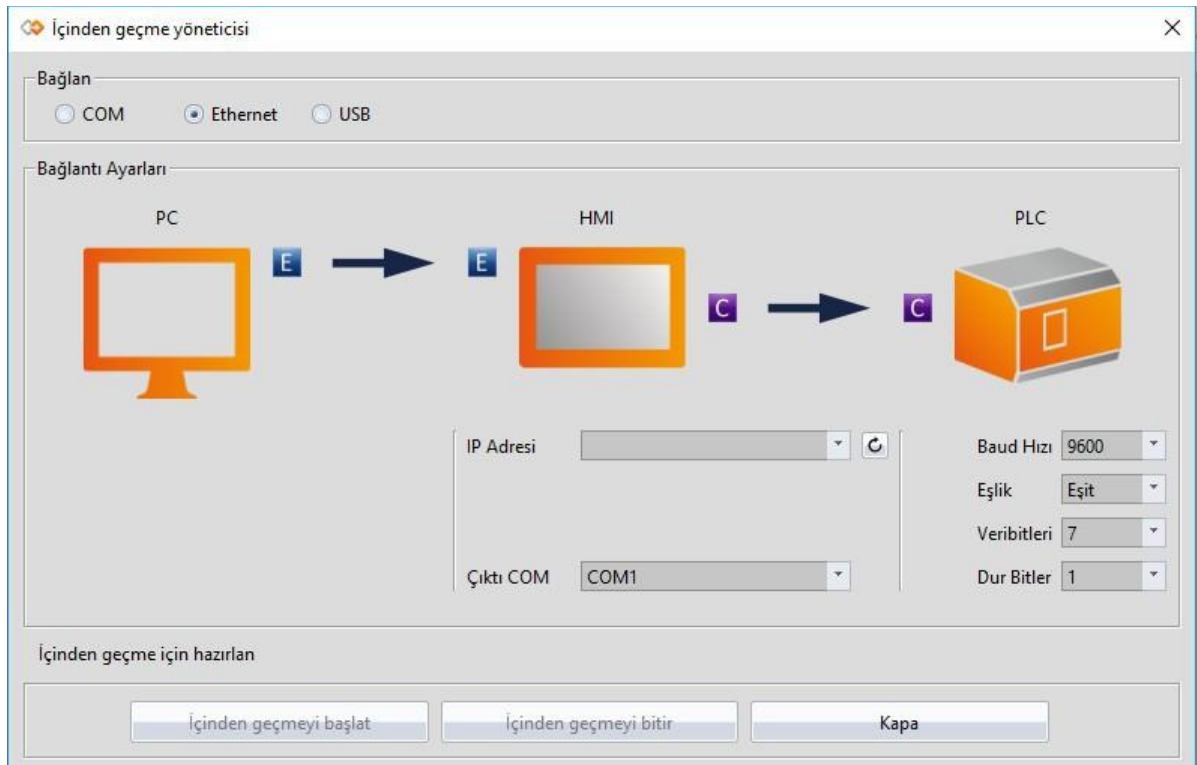 İçinden geçme yöneticisi
Bağlan
COM Ethernet USB
Bağlantı Ayarları
PC HMI PLC
E E
C C
IP Adresi Baud Hızı 9600
Eşlik Eşit
Veribitleri 7
Çıktı COM COM1 Dur Bitler 1
İçinden geçme için hazırlan
İçinden geçmeyi başlat İçinden geçmeyi bitir Kapa